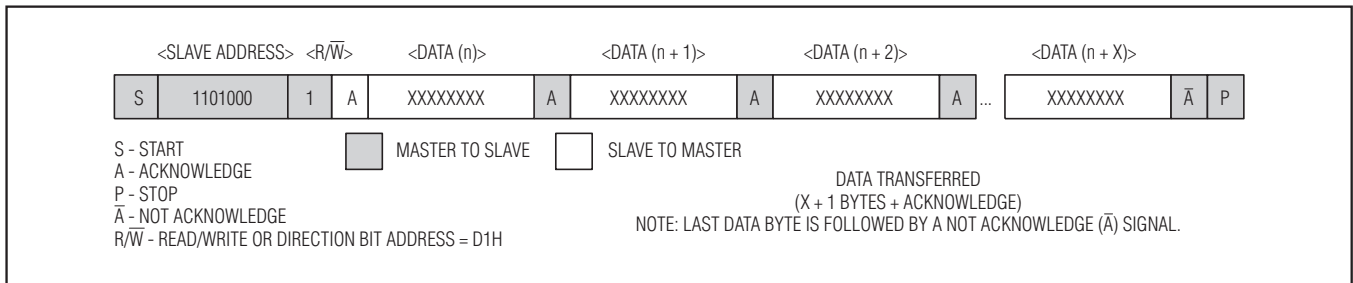 <SLAVE ADDRESS> <R/W̅> <DATA (n)> <DATA (n + 1)> <DATA (n + 2)> <DATA (n + X)>
S 1101000 1 A XXXXXXXX A XXXXXXXX A XXXXXXXX A ... XXXXXXXX A̅ P
S - START
A - ACKNOWLEDGE
P - STOP
A̅ - NOT ACKNOWLEDGE
R/W̅ - READ/WRITE OR DIRECTION BIT ADDRESS = D1H
MASTER TO SLAVE SLAVE TO MASTER
DATA TRANSFERRED
(X + 1 BYTES + ACKNOWLEDGE)
NOTE: LAST DATA BYTE IS FOLLOWED BY A NOT ACKNOWLEDGE (A̅) SIGNAL.